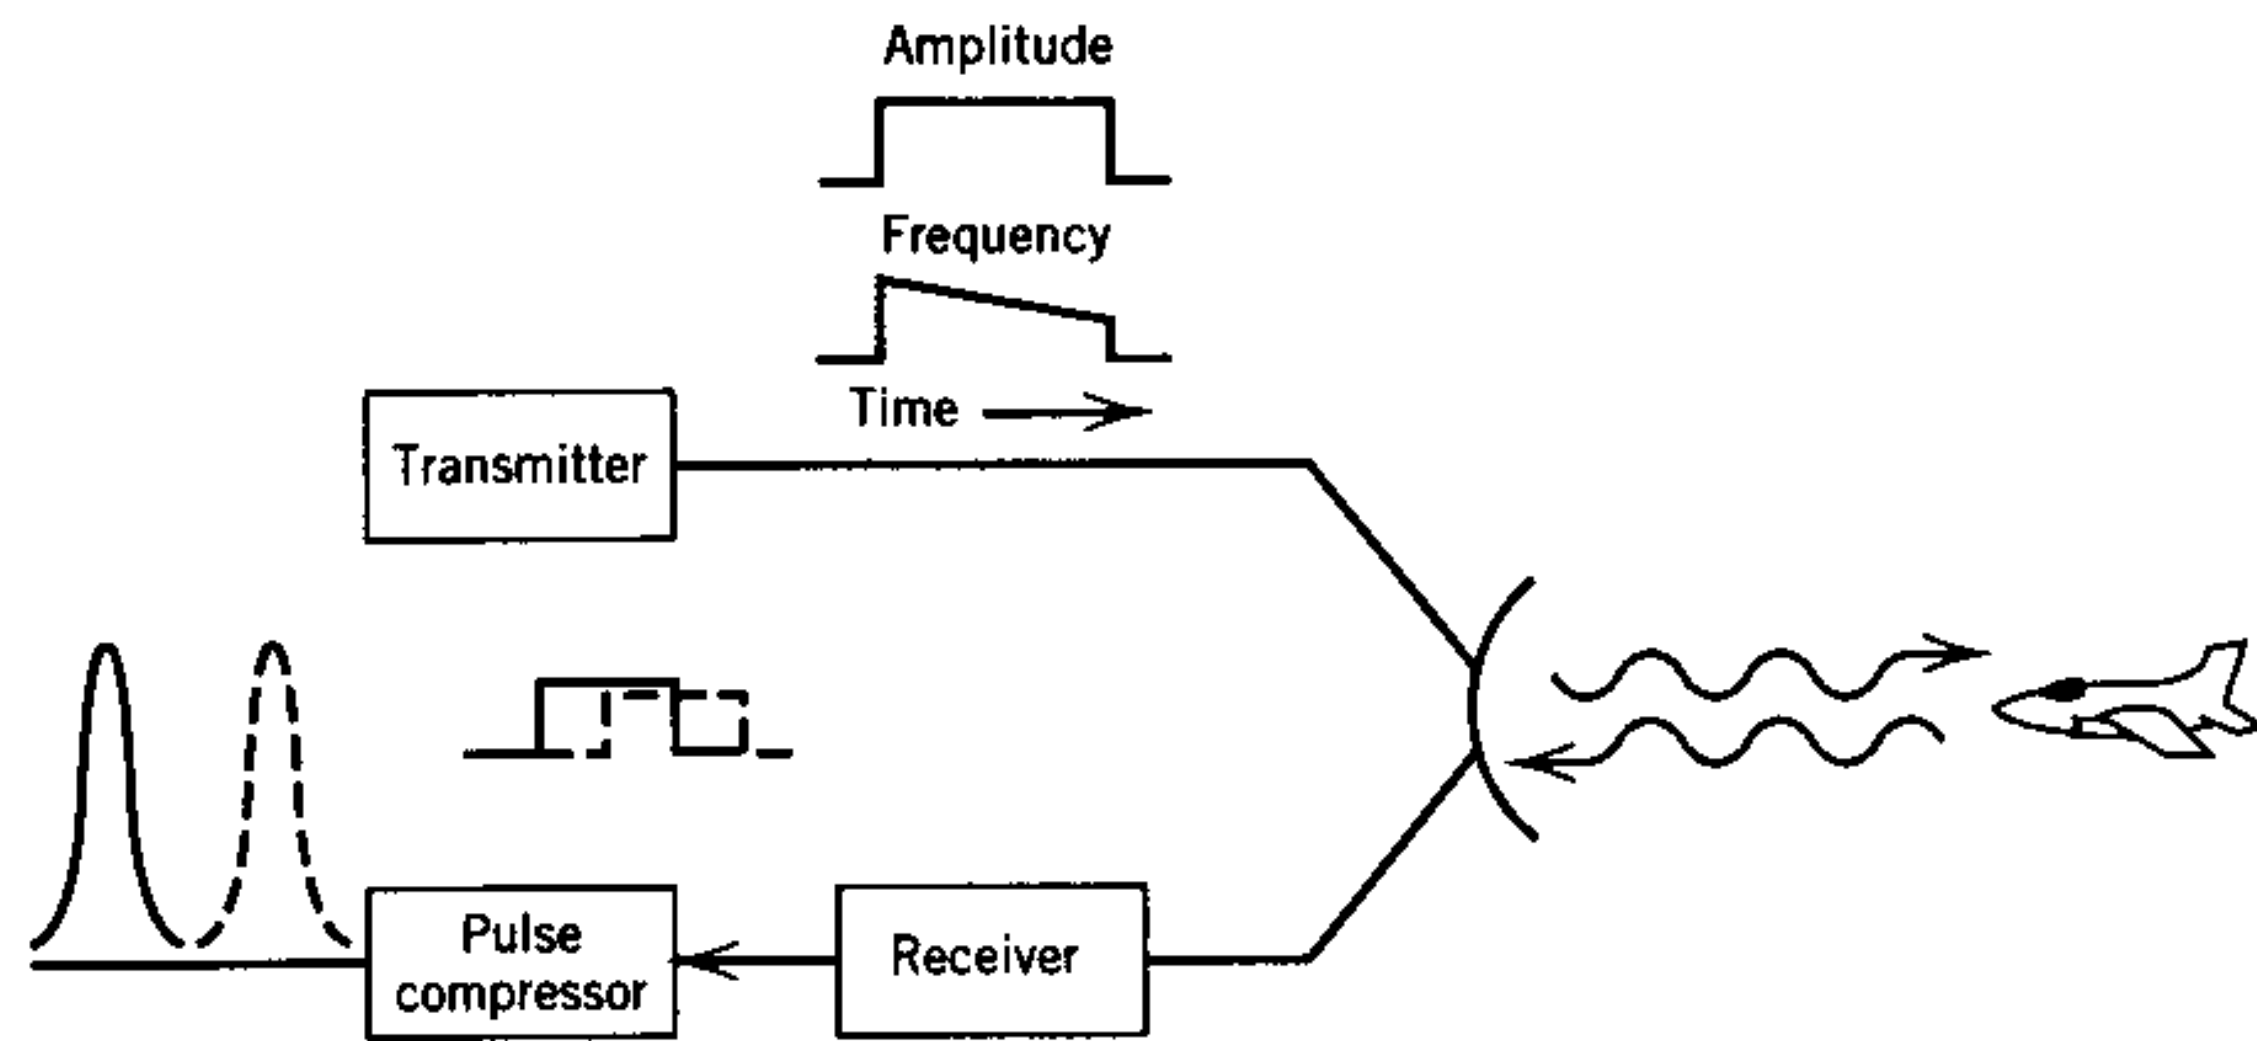 Amplitude
Frequency
Time
Transmitter
Pulse
compressor
Receiver